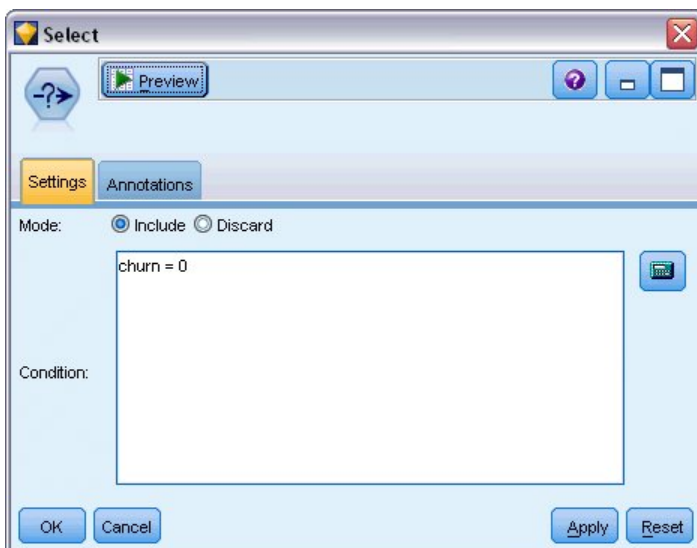 Select
Preview
Settings Annotations
Mode: Include Discard
churn = 0
Condition:
OK Cancel Apply Reset